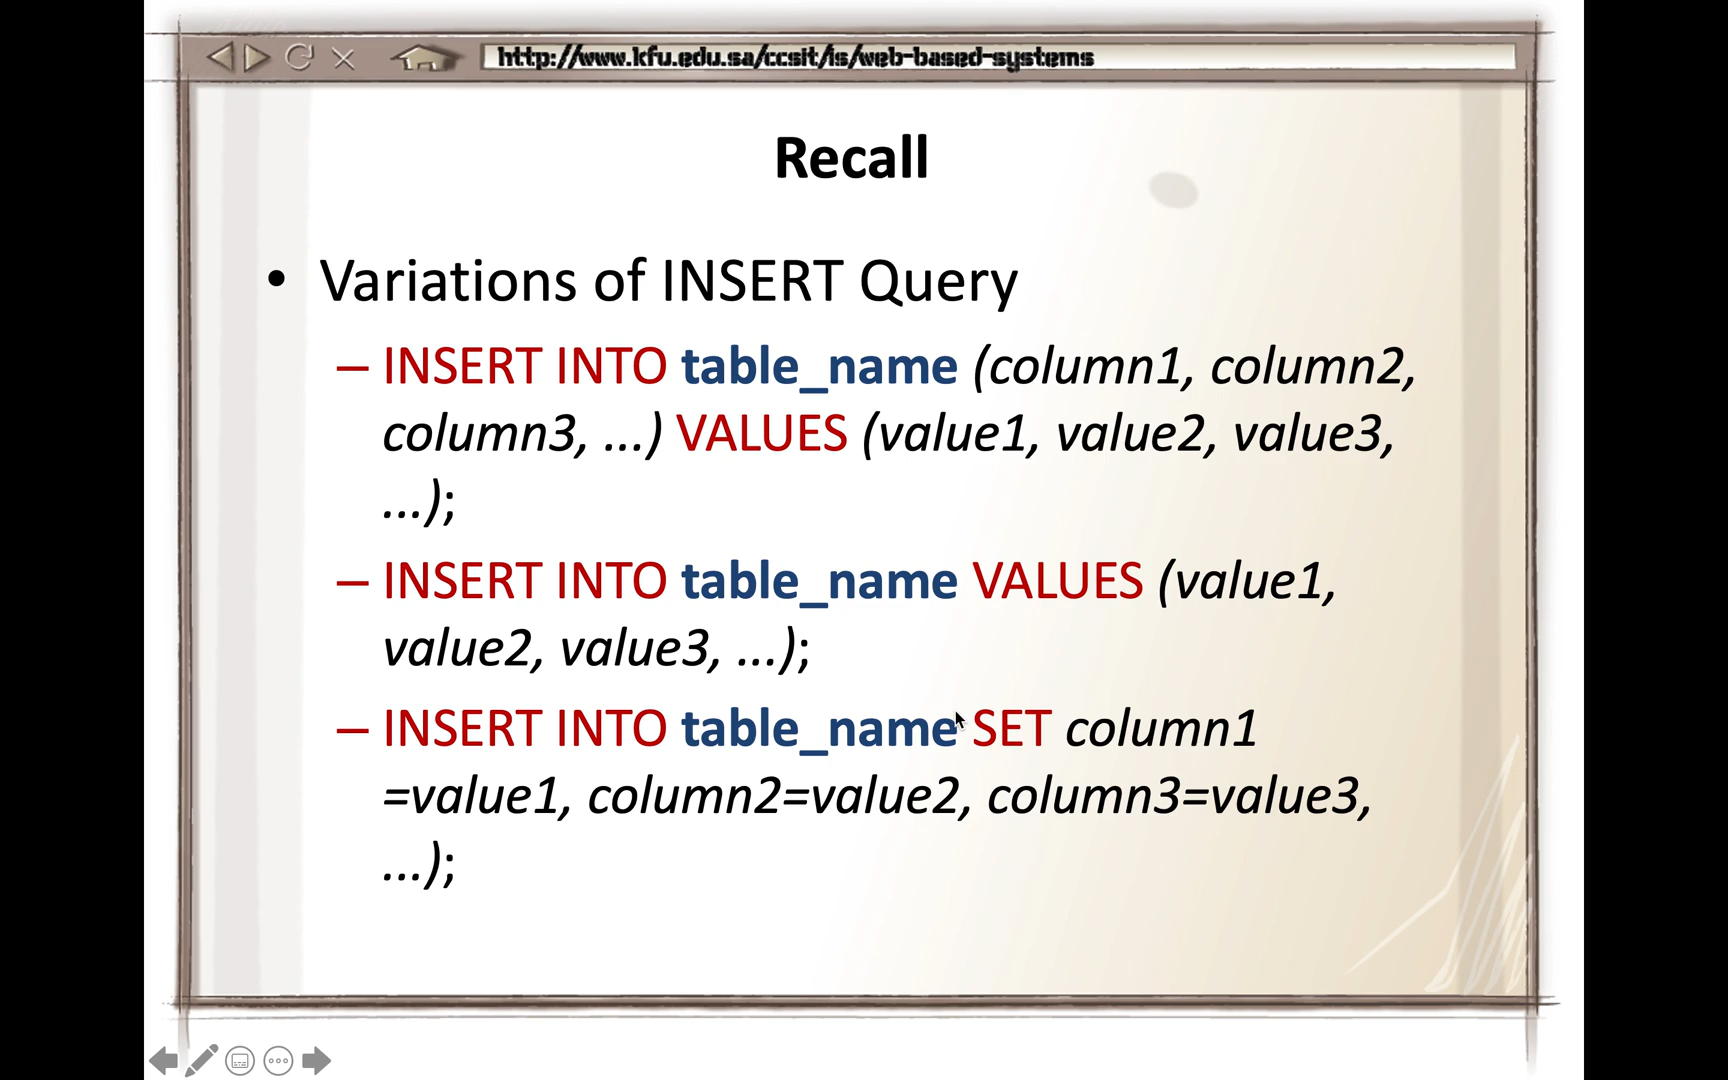 http://www.kfu.edu.sa/ccsit/is/web-based-systems
Recall
• Variations of INSERT Query
– INSERT INTO table_name (column1, column2,
column3, ...) VALUES (value1, value2, value3,
...);
– INSERT INTO table_name VALUES (value1,
value2, value3, ...);
– INSERT INTO table_name SET column1
=value1, column2=value2, column3=value3,
...);